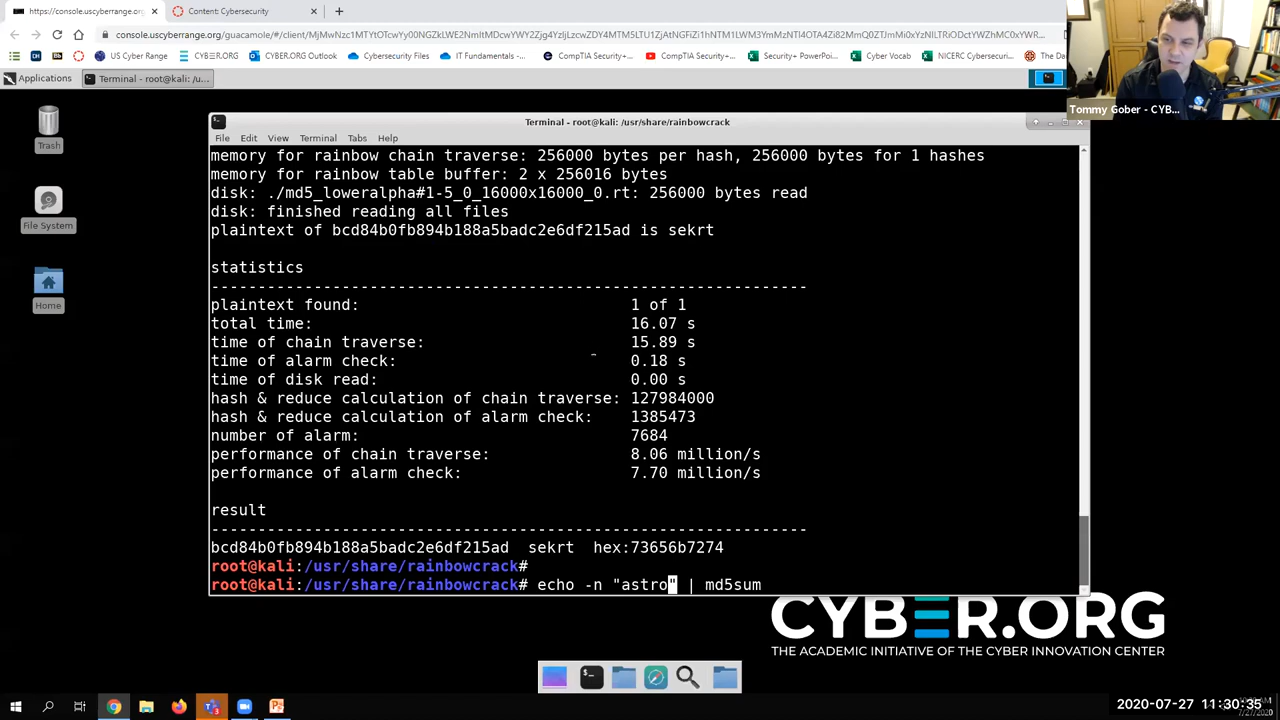 https://console.uscyberrange.org
Content: Cybersecurity
US Cyber Range
CYBER.ORG
CYBER.ORG Outlook
Cybersecurity Files
IT Fundamentals -...
CompTIA Security+...
CompTIA Security+...
Security+ PowerPoi...
Cyber Vocab
NICERC Cybersecuri...
Applications
Terminal - root@kali: /u...
Tommy Gober - CYB...
Trash
File System
Home
Terminal - root@kali: /usr/share/rainbowcrack
File Edit View Terminal Tabs Help
memory for rainbow chain traverse: 256000 bytes per hash, 256000 bytes for 1 hashes
memory for rainbow table buffer: 2 x 256016 bytes
disk: ./md5_loweralpha#1-5_0_16000x16000_0.rt: 256000 bytes read
disk: finished reading all files
plaintext of bcd84b0fb894b188a5badc2e6df215ad is sekrt
statistics
-------------------------------------------------------
plaintext found: 1 of 1
total time: 16.07 s
time of chain traverse: 15.89 s
time of alarm check: 0.18 s
time of disk read: 0.00 s
hash & reduce calculation of chain traverse: 127984000
hash & reduce calculation of alarm check: 1385473
number of alarm: 7684
performance of chain traverse: 8.06 million/s
performance of alarm check: 7.70 million/s
result
-------------------------------------------------------
bcd84b0fb894b188a5badc2e6df215ad sekrt hex:73656b7274
root@kali:/usr/share/rainbowcrack#
root@kali:/usr/share/rainbowcrack# echo -n "astro" | md5sum
CYBER.ORG
THE ACADEMIC INITIATIVE OF THE CYBER INNOVATION CENTER
2020-07-27 11:30:35